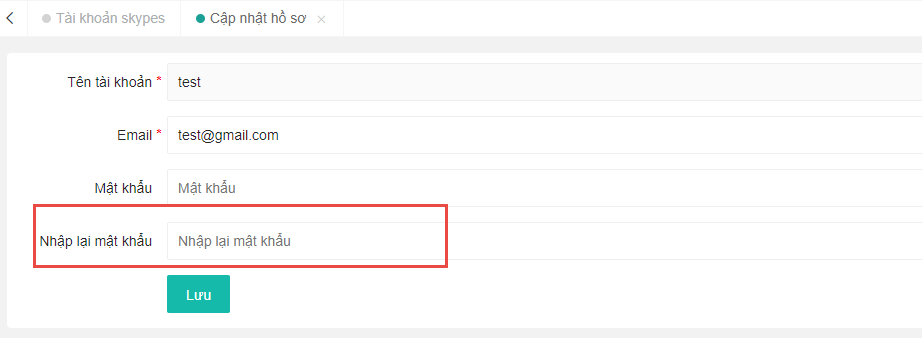 Tài khoản skypes Cập nhật hồ sơ
Tên tài khoản * test
Email * test@gmail.com
Mật khẩu Mật khẩu
Nhập lại mật khẩu Nhập lại mật khẩu
Lưu